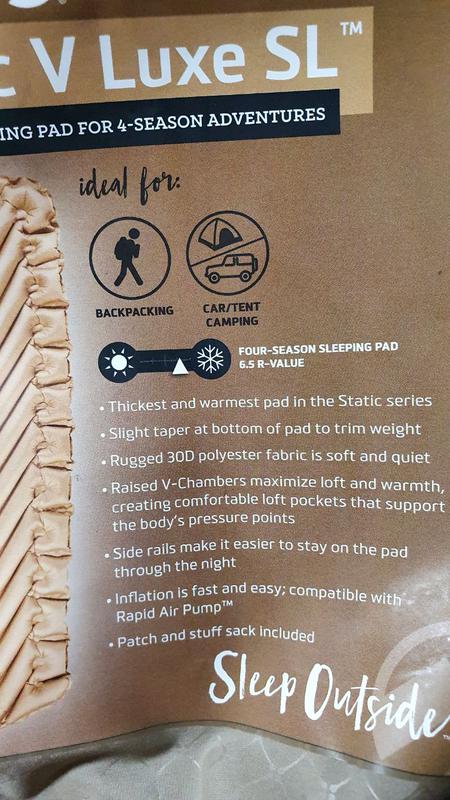 c V Luxe SL™
ING PAD FOR 4-SEASON ADVENTURES
ideal for:
BACKPACKING
CAR/TENT
CAMPING
FOUR-SEASON SLEEPING PAD
6.5 R-VALUE
• Thickest and warmest pad in the Static series
• Slight taper at bottom of pad to trim weight
• Rugged 30D polyester fabric is soft and quiet
• Raised V-Chambers maximize loft and warmth,
creating comfortable loft pockets that support
the body's pressure points
• Side rails make it easier to stay on the pad
through the night
• Inflation is fast and easy; compatible with
Rapid Air Pump™
• Patch and stuff sack included
Sleep Outside™